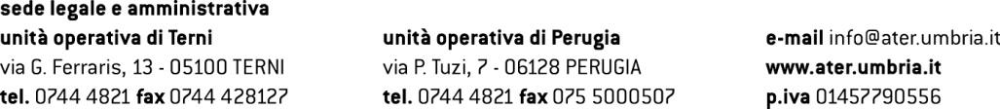 sede legale e amministrativa
unità operativa di Terni
via G. Ferraris, 13 - 05100 TERNI
tel. 0744 4821 fax 0744 428127
unità operativa di Perugia
via P. Tuzi, 7 - 06128 PERUGIA
tel. 0744 4821 fax 075 5000507
e-mail info@ater.umbria.it
www.ater.umbria.it
p.iva 01457790556